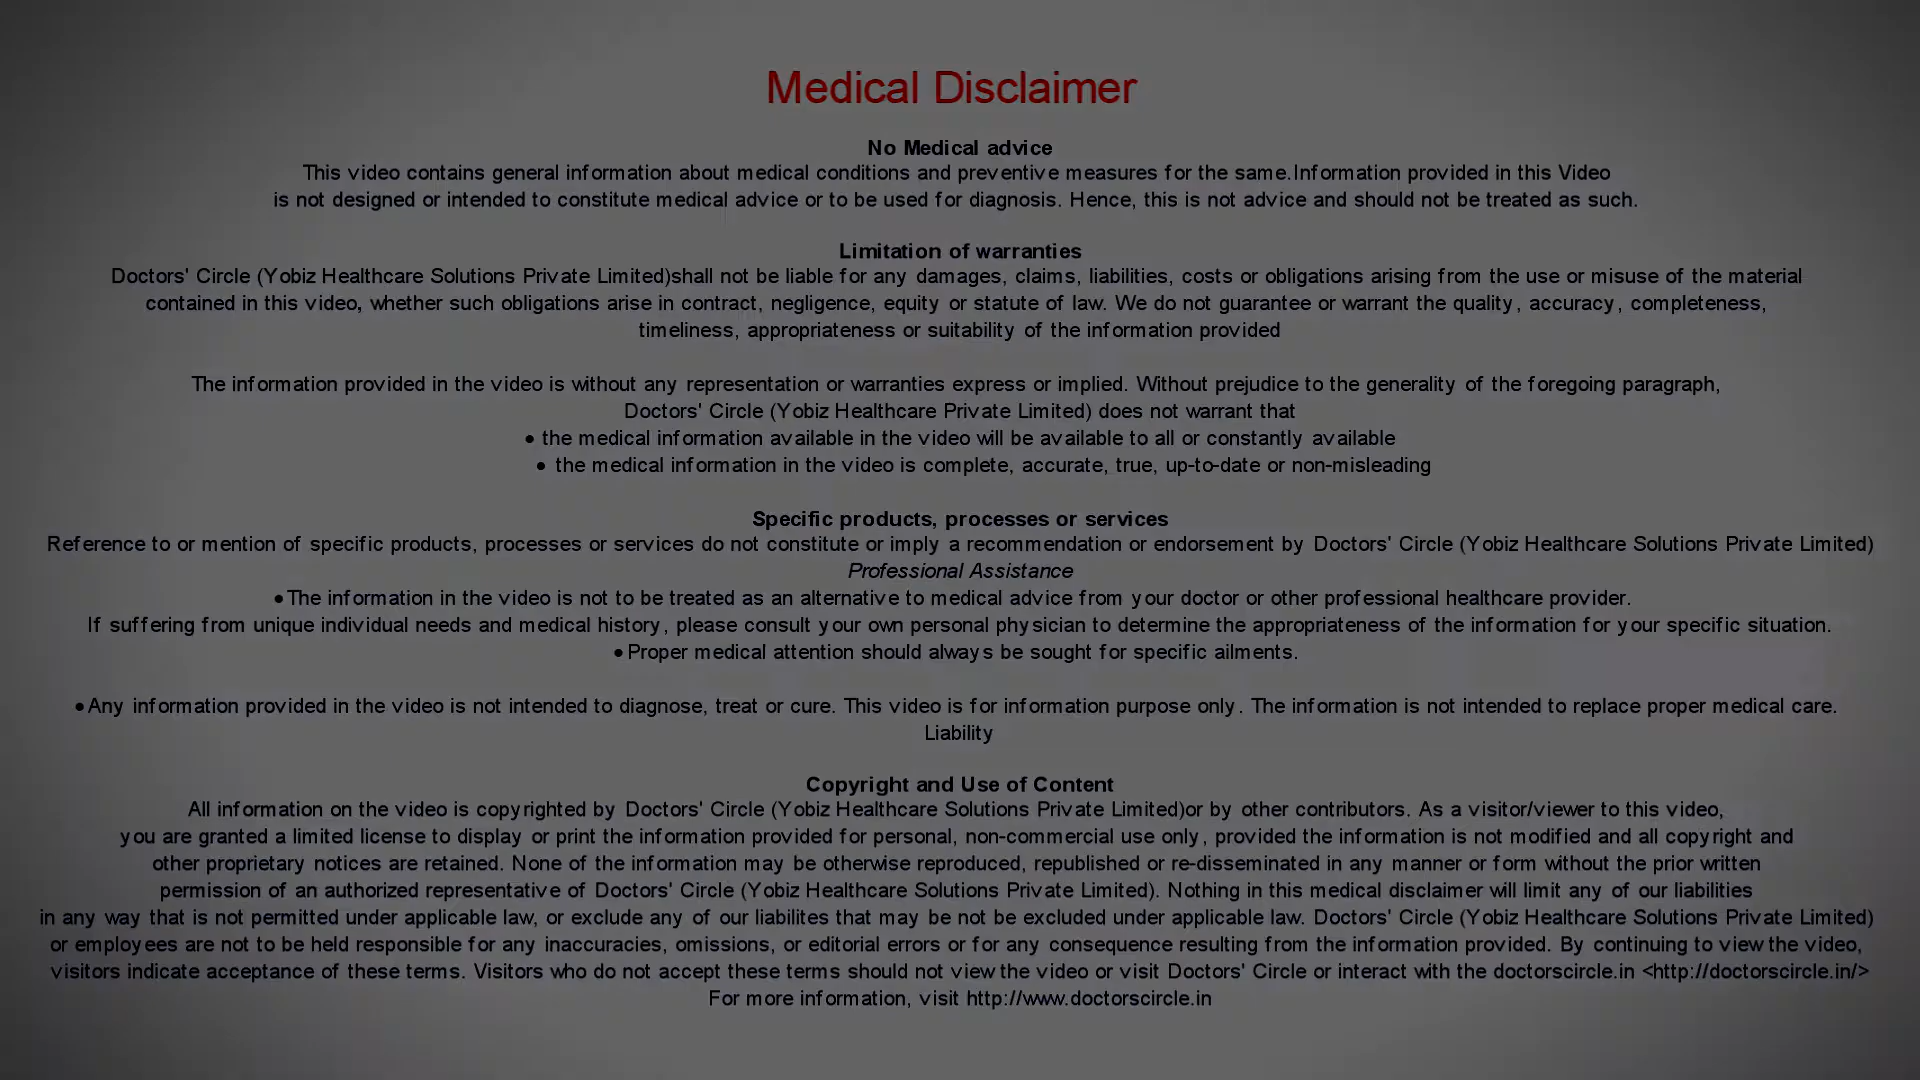 Medical Disclaimer
No Medical advice
This video contains general information about medical conditions and preventive measures for the same.Information provided in this Video
is not designed or intended to constitute medical advice or to be used for diagnosis. Hence, this is not advice and should not be treated as such.
Limitation of warranties
Doctors' Circle (Yobiz Healthcare Solutions Private Limited)shall not be liable for any damages, claims, liabilities, costs or obligations arising from the use or misuse of the material
contained in this video, whether such obligations arise in contract, negligence, equity or statute of law. We do not guarantee or warrant the quality, accuracy, completeness,
timeliness, appropriateness or suitability of the information provided
The information provided in the video is without any representation or warranties express or implied. Without prejudice to the generality of the foregoing paragraph,
Doctors' Circle (Yobiz Healthcare Private Limited) does not warrant that
• the medical information available in the video will be available to all or constantly available
• the medical information in the video is complete, accurate, true, up-to-date or non-misleading
Specific products, processes or services
Reference to or mention of specific products, processes or services do not constitute or imply a recommendation or endorsement by Doctors' Circle (Yobiz Healthcare Solutions Private Limited)
Professional Assistance
•The information in the video is not to be treated as an alternative to medical advice from your doctor or other professional healthcare provider.
If suffering from unique individual needs and medical history, please consult your own personal physician to determine the appropriateness of the information for your specific situation.
•Proper medical attention should always be sought for specific ailments.
•Any information provided in the video is not intended to diagnose, treat or cure. This video is for information purpose only. The information is not intended to replace proper medical care.
Liability
Copyright and Use of Content
All information on the video is copyrighted by Doctors' Circle (Yobiz Healthcare Solutions Private Limited)or by other contributors. As a visitor/viewer to this video,
you are granted a limited license to display or print the information provided for personal, non-commercial use only, provided the information is not modified and all copyright and
other proprietary notices are retained. None of the information may be otherwise reproduced, republished or re-disseminated in any manner or form without the prior written
permission of an authorized representative of Doctors' Circle (Yobiz Healthcare Solutions Private Limited). Nothing in this medical disclaimer will limit any of our liabilities
in any way that is not permitted under applicable law, or exclude any of our liabilites that may be not be excluded under applicable law. Doctors' Circle (Yobiz Healthcare Solutions Private Limited)
or employees are not to be held responsible for any inaccuracies, omissions, or editorial errors or for any consequence resulting from the information provided. By continuing to view the video,
visitors indicate acceptance of these terms. Visitors who do not accept these terms should not view the video or visit Doctors' Circle or interact with the doctorscircle.in <http://doctorscircle.in/>
For more information, visit http://www.doctorscircle.in